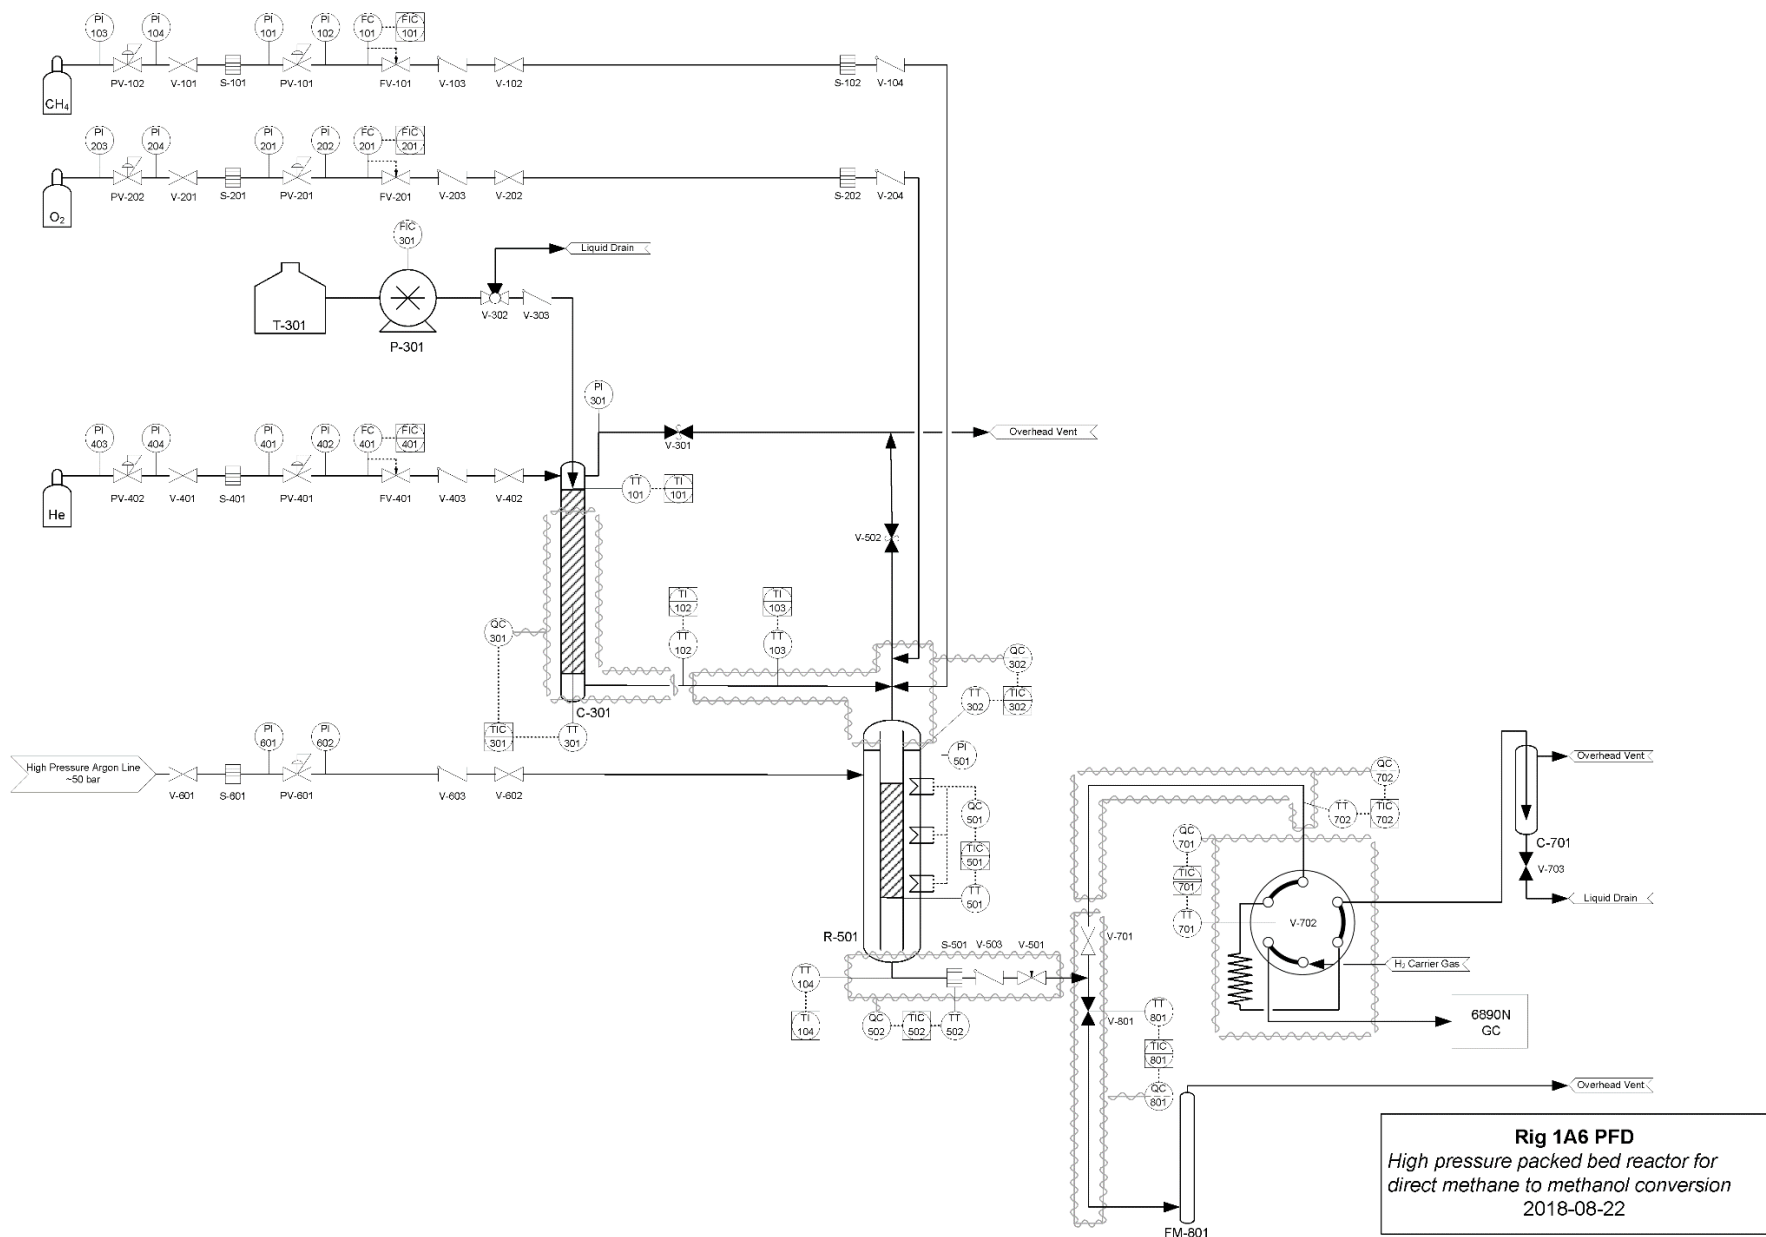 PI 103
PI 104
PI 101
PI 102
FC 101
FIC 101
CH₄
PV-102
V-101
S-101
PV-101
FV-101
V-103
V-102
S-102
V-104
PI 203
PI 204
PI 201
PI 202
FC 201
FIC 201
O₂
PV-202
V-201
S-201
PV-201
FV-201
V-203
V-202
S-202
V-204
FIC 301
Liquid Drain
T-301
P-301
V-302
V-303
PI 301
V-301
Overhead Vent
PI 403
PI 404
PI 401
PI 402
FC 401
FIC 401
He
PV-402
V-401
S-401
PV-401
FV-401
V-403
V-402
TT 101
TI 101
V-502
QC 301
TI 102
TI 103
TT 102
TT 103
QC 302
TT 302
TIC 302
C-301
TIC 301
TT 301
High Pressure Argon Line
~50 bar
PI 601
PI 602
V-601
S-601
PV-601
V-603
V-602
PI 501
QC 501
TIC 501
TT 501
R-501
S-501
V-503
V-501
TT 104
TI 104
QC 502
TIC 502
TT 502
V-701
V-801
TT 801
TIC 801
QC 801
QC 702
TT 702
TIC 702
QC 701
TIC 701
TT 701
V-702
H₂ Carrier Gas
6890N
GC
Overhead Vent
C-701
V-703
Liquid Drain
Overhead Vent
FM-801
Rig 1A6 PFD
High pressure packed bed reactor for
direct methane to methanol conversion
2018-08-22